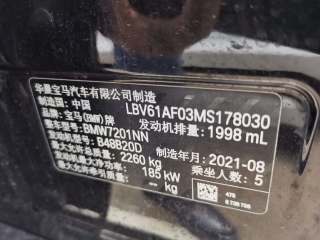 华晨宝马汽车有限公司制造
制造国: 中国
LBV61AF03MS178030
品牌: 宝马(BMW)牌
发动机排量: 1998 mL
型号: BMW7201NN
发动机型号: B48B20D
制造年月: 2021-08
最大允许总质量: 2260 kg
乘坐人数: 5
185 kW
kg
475